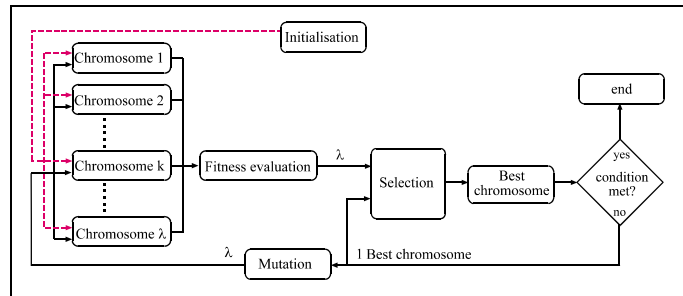 Initialisation
Chromosome 1
Chromosome 2
Chromosome k
Chromosome λ
Fitness evaluation
λ
Selection
Best
chromosome
end
yes
condition
met?
no
λ
Mutation
1 Best chromosome